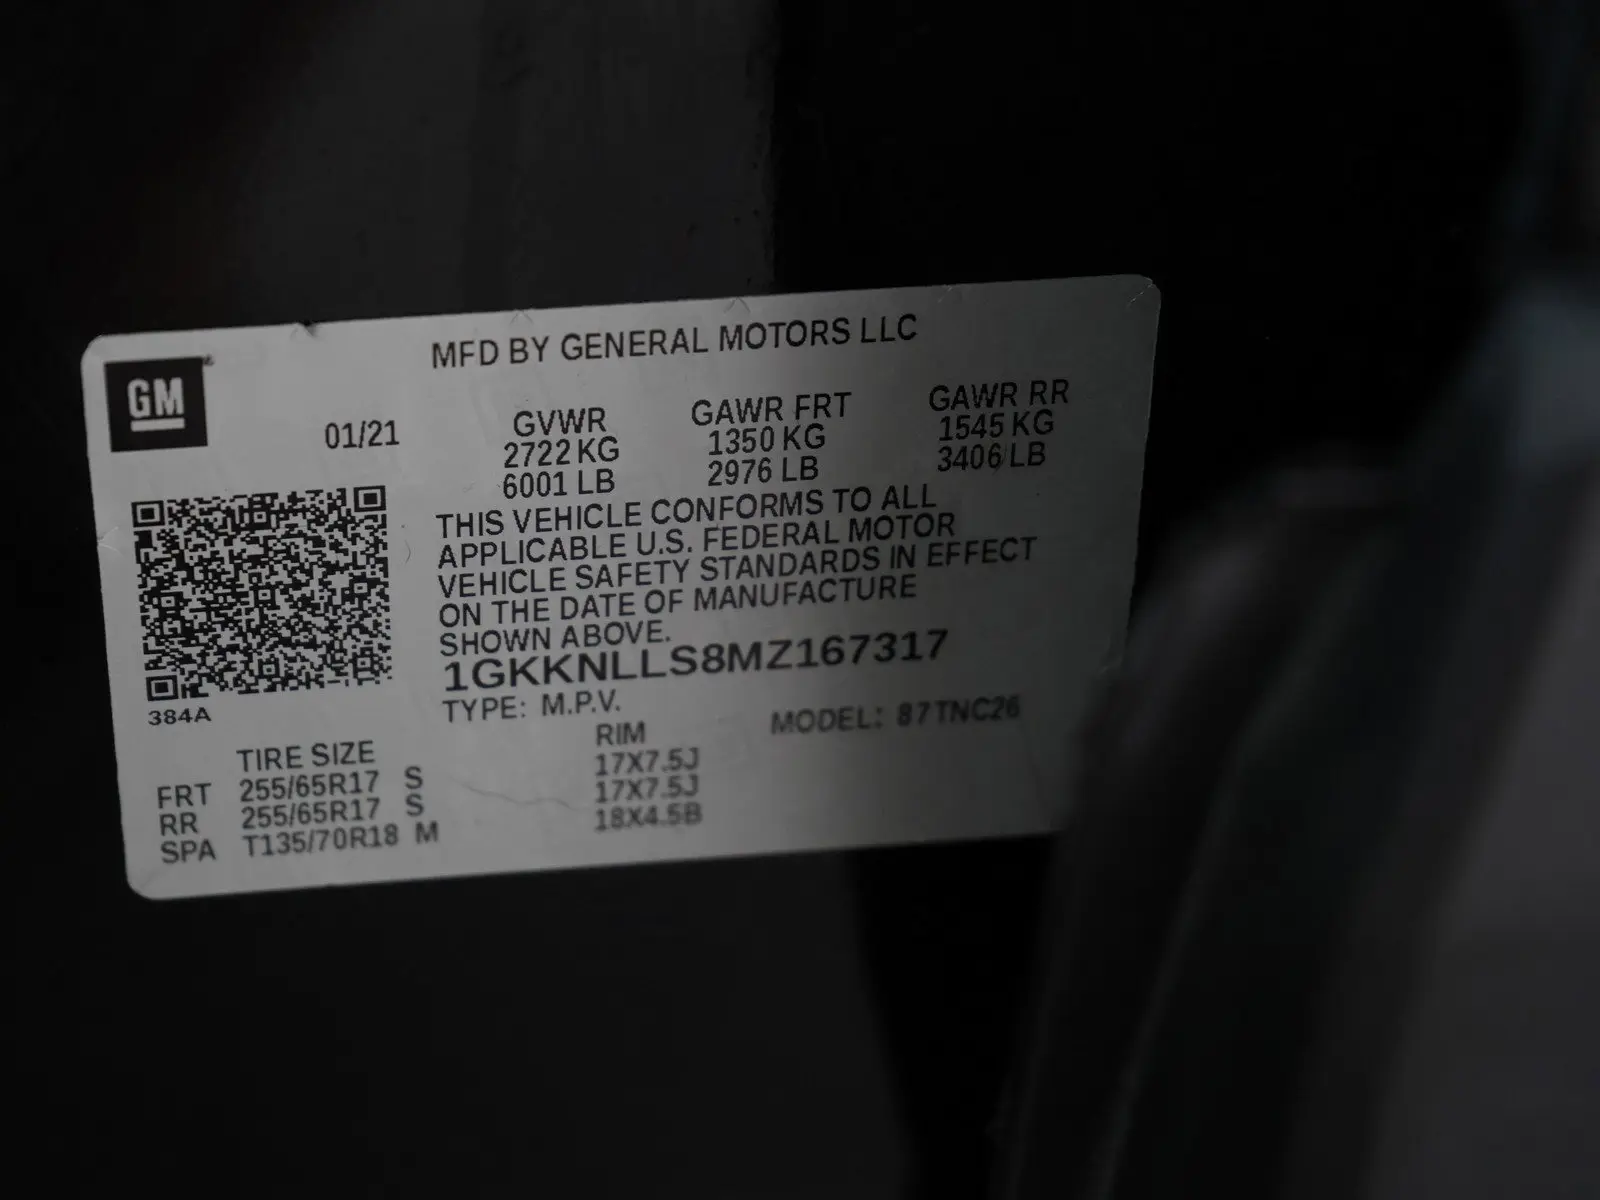 MFD BY GENERAL MOTORS LLC
GM
01/21
GVWR GAWR FRT GAWR RR
2722 KG 1350 KG 1545 KG
6001 LB 2976 LB 3406 LB
THIS VEHICLE CONFORMS TO ALL
APPLICABLE U.S. FEDERAL MOTOR
VEHICLE SAFETY STANDARDS IN EFFECT
ON THE DATE OF MANUFACTURE
SHOWN ABOVE.
1GKKNLLS8MZ167317
384A
TYPE: M.P.V. MODEL: 87TNC26
TIRE SIZE RIM
FRT 255/65R17 S 17X7.5J
RR 255/65R17 S 17X7.5J
SPA T135/70R18 M 18X4.5B